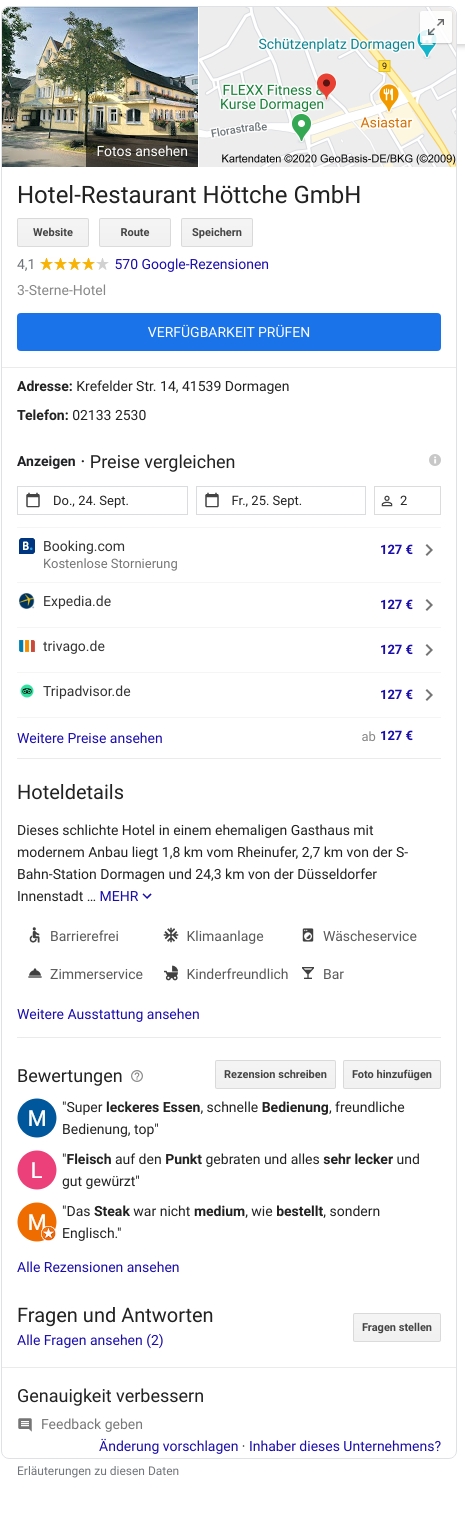 Schützenplatz Dormagen
9
FLEXX Fitness &
Kurse Dormagen
Asiastar
Florastraße
Fotos ansehen
Kartendaten ©2020 GeoBasis-DE/BKG (©2009)
Hotel-Restaurant Höttche GmbH
Website Route Speichern
4,1 570 Google-Rezensionen
3-Sterne-Hotel
VERFÜGBARKEIT PRÜFEN
Adresse: Krefelder Str. 14, 41539 Dormagen
Telefon: 02133 2530
Anzeigen · Preise vergleichen
Do., 24. Sept. Fr., 25. Sept. 2
B. Booking.com 127 €
Kostenlose Stornierung
Expedia.de 127 €
trivago.de 127 €
Tripadvisor.de 127 €
Weitere Preise ansehen ab 127 €
Hoteldetails
Dieses schlichte Hotel in einem ehemaligen Gasthaus mit
modernem Anbau liegt 1,8 km vom Rheinufer, 2,7 km von der S-
Bahn-Station Dormagen und 24,3 km von der Düsseldorfer
Innenstadt … MEHR
Barrierefrei Klimaanlage Wäscheservice
Zimmerservice Kinderfreundlich Bar
Weitere Ausstattung ansehen
Bewertungen Rezension schreiben Foto hinzufügen
M "Super leckeres Essen, schnelle Bedienung, freundliche
Bedienung, top"
L "Fleisch auf den Punkt gebraten und alles sehr lecker und
gut gewürzt"
M "Das Steak war nicht medium, wie bestellt, sondern
Englisch."
Alle Rezensionen ansehen
Fragen und Antworten
Fragen stellen
Alle Fragen ansehen (2)
Genauigkeit verbessern
Feedback geben
Änderung vorschlagen · Inhaber dieses Unternehmens?
Erläuterungen zu diesen Daten